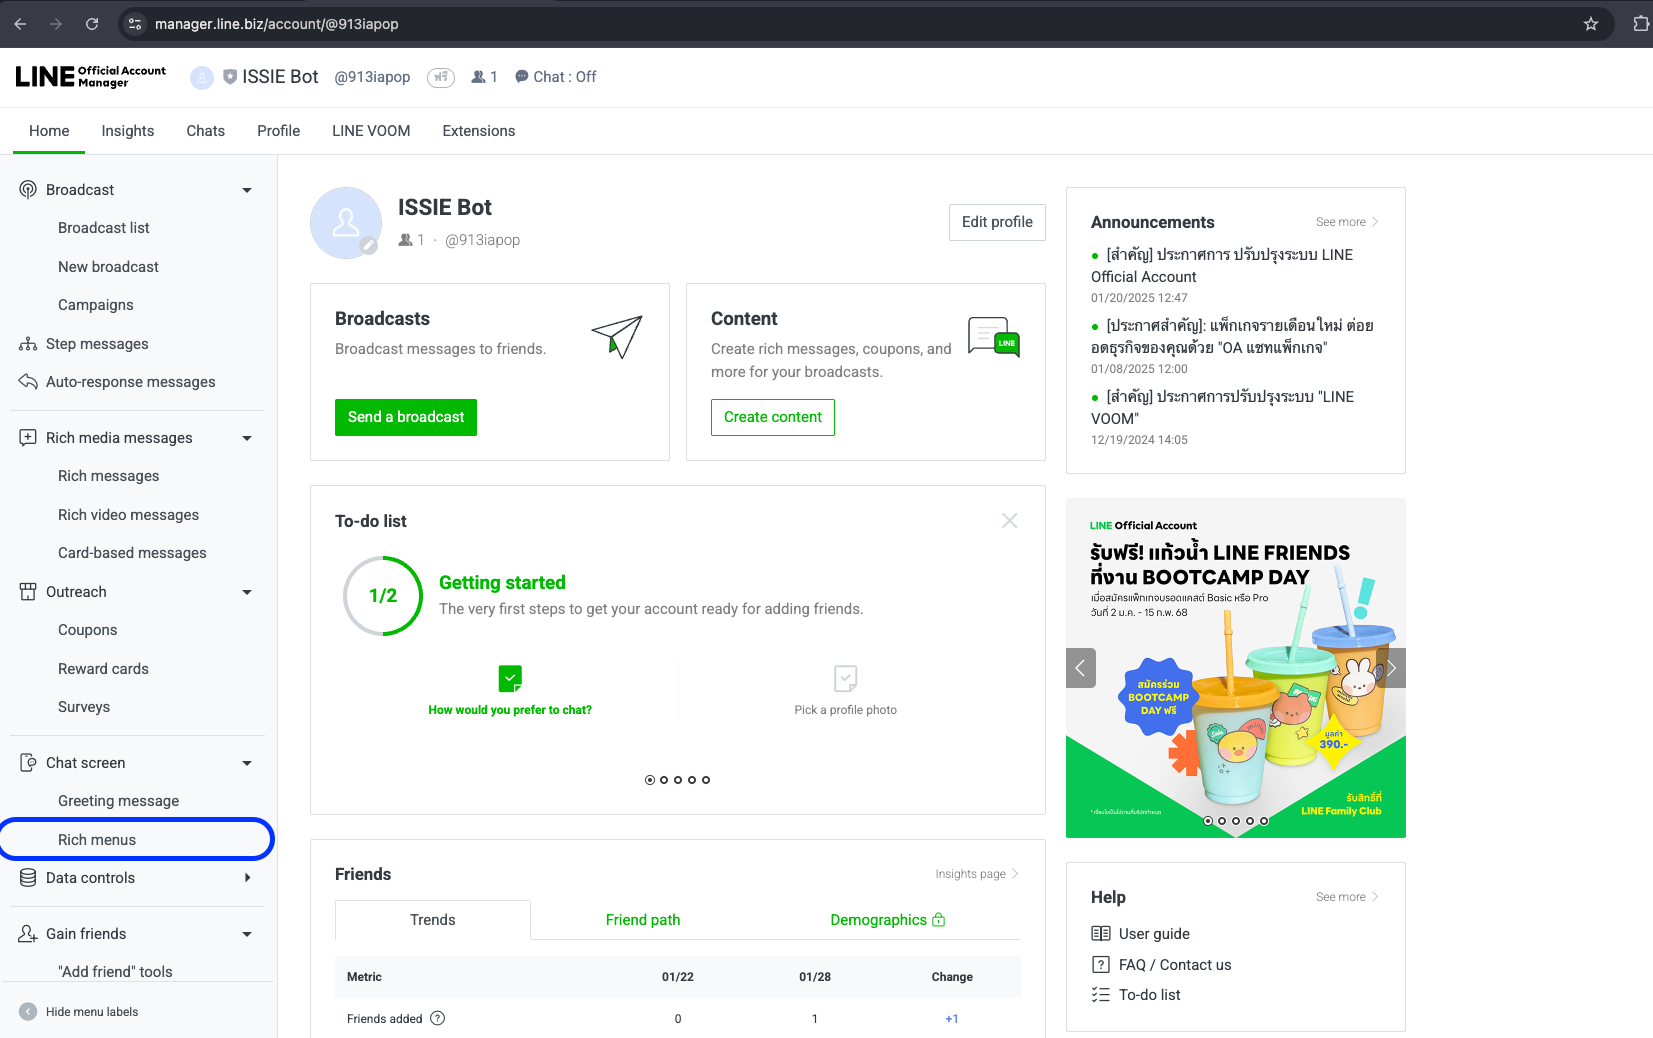 manager.line.biz/account/@913iapop
LINE Official Account Manager
ISSIE Bot
@913iapop
ฟรี
1
Chat : Off
Home
Insights
Chats
Profile
LINE VOOM
Extensions
Broadcast
Broadcast list
New broadcast
Campaigns
Step messages
Auto-response messages
Rich media messages
Rich messages
Rich video messages
Card-based messages
Outreach
Coupons
Reward cards
Surveys
Chat screen
Greeting message
Rich menus
Data controls
Gain friends
"Add friend" tools
Hide menu labels
ISSIE Bot
1 · @913iapop
Edit profile
Broadcasts
Broadcast messages to friends.
Send a broadcast
Content
Create rich messages, coupons, and
more for your broadcasts.
LINE
Create content
To-do list
1/2
Getting started
The very first steps to get your account ready for adding friends.
How would you prefer to chat?
Pick a profile photo
Friends
Insights page
Trends
Friend path
Demographics
Metric 01/22 01/28 Change
Friends added ? 0 1 +1
Announcements
See more
[สำคัญ] ประกาศการ ปรับปรุงระบบ LINE
Official Account
01/20/2025 12:47
[ประกาศสำคัญ]: แพ็กเกจรายเดือนใหม่ ต่อย
อดธุรกิจของคุณด้วย "OA แชทแพ็กเกจ"
01/08/2025 12:00
[สำคัญ] ประกาศการปรับปรุงระบบ "LINE
VOOM"
12/19/2024 14:05
LINE Official Account
รับฟรี! แก้วน้ำ LINE FRIENDS
ที่งาน BOOTCAMP DAY
เมื่อสมัครแพ็กเกจบรอดแคสต์ Basic หรือ Pro
วันที่ 2 ม.ค. - 15 ก.พ. 68
สมัครร่วม
BOOTCAMP
DAY ฟรี
มูลค่า
390.-
รับสิทธิ์ที่
LINE Family Club
Help
See more
User guide
FAQ / Contact us
To-do list